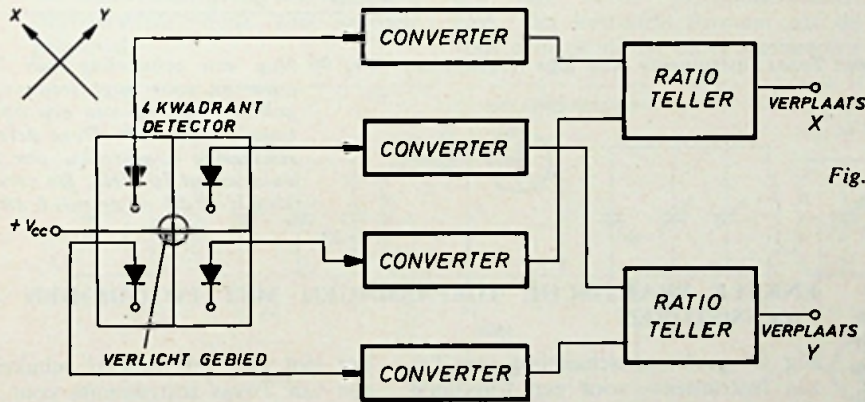 X
Y
4 KWADRANT
DETECTOR
+Vcc
VERLICHT GEBIED
CONVERTER
CONVERTER
CONVERTER
CONVERTER
RATIO
TELLER
VERPLAATS
X
Fig.
RATIO
TELLER
VERPLAATS
Y